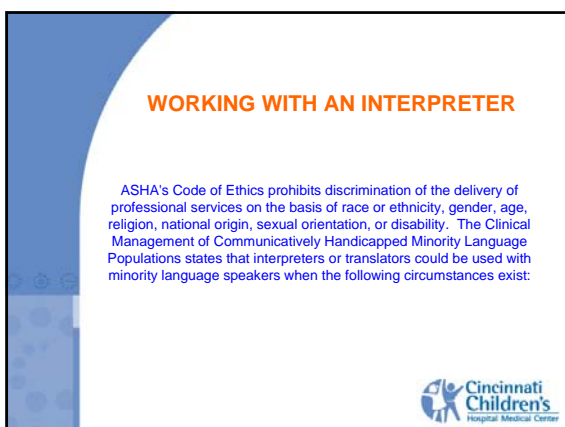 WORKING WITH AN INTERPRETER
ASHA's Code of Ethics prohibits discrimination of the delivery of
professional services on the basis of race or ethnicity, gender, age,
religion, national origin, sexual orientation, or disability.  The Clinical
Management of Communicatively Handicapped Minority Language
Populations states that interpreters or translators could be used with
minority language speakers when the following circumstances exist:
Cincinnati
Children's
Hospital Medical Center